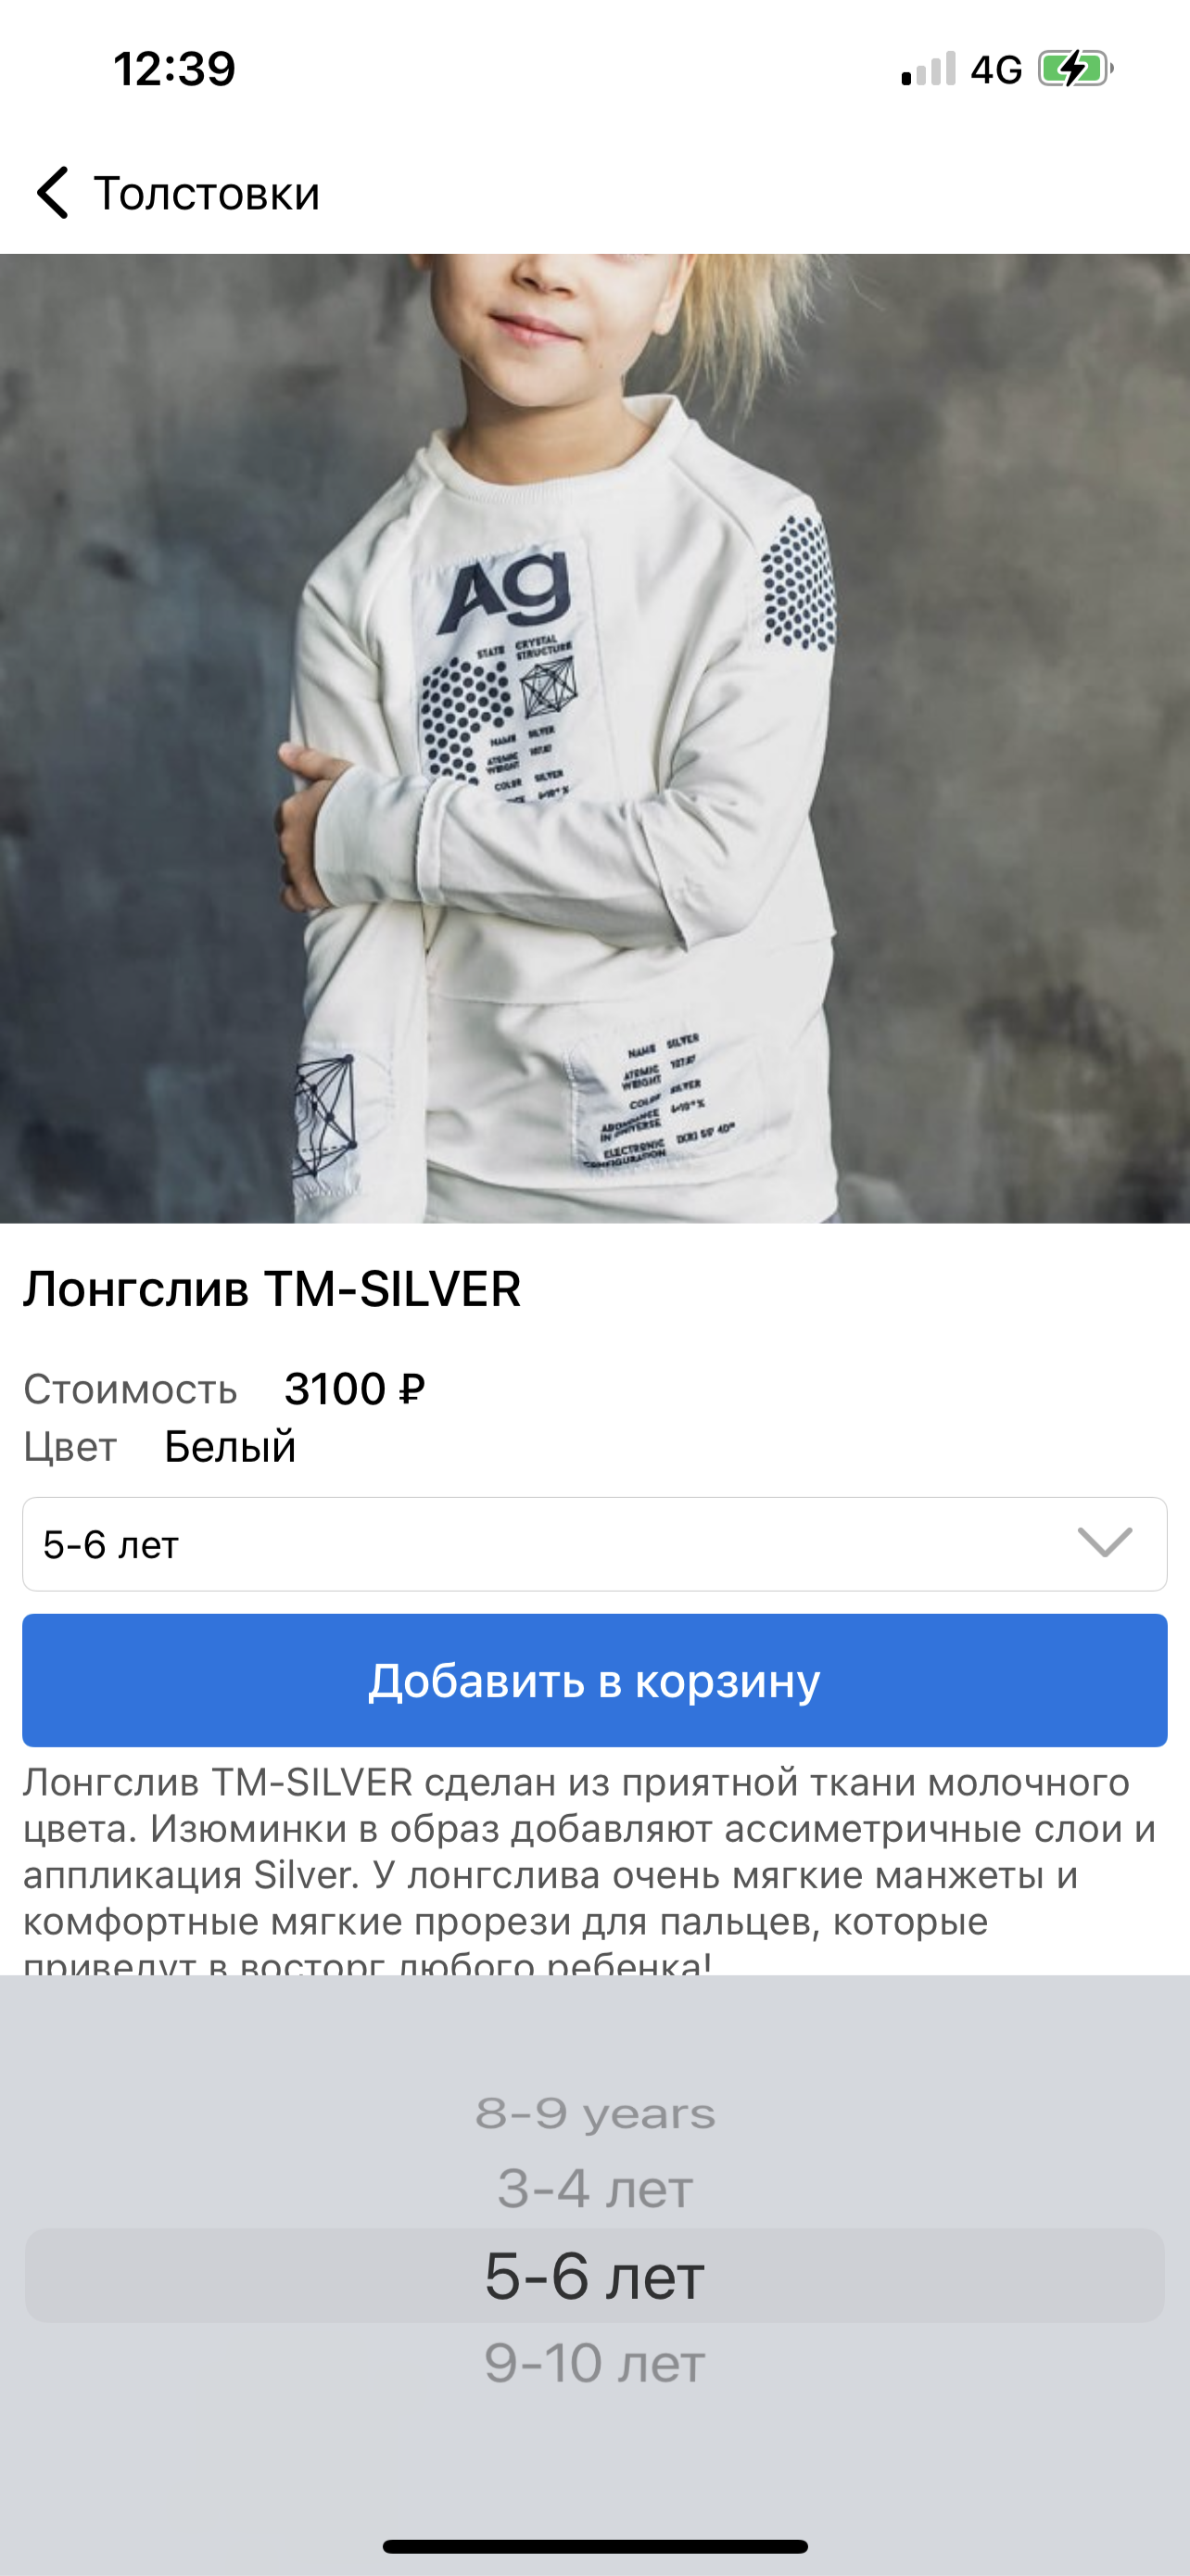 12:39
4G
Толстовки
Ag
STATE CRYSTAL STRUCTURE
NAME SILVER
ATOMIC WEIGHT 107.87
COLOR SILVER
NAME SILVER
ATOMIC WEIGHT 107.87
COLOR SILVER
ABUNDANCE IN UNIVERSE
ELECTRONIC CONFIGURATION
Лонгслив TM-SILVER
Стоимость 3100 ₽
Цвет Белый
5-6 лет
Добавить в корзину
Лонгслив TM-SILVER сделан из приятной ткани молочного
цвета. Изюминки в образ добавляют ассиметричные слои и
аппликация Silver. У лонгслива очень мягкие манжеты и
комфортные мягкие прорези для пальцев, которые
приведут в восторг любого ребенка!
8-9 years
3-4 лет
5-6 лет
9-10 лет